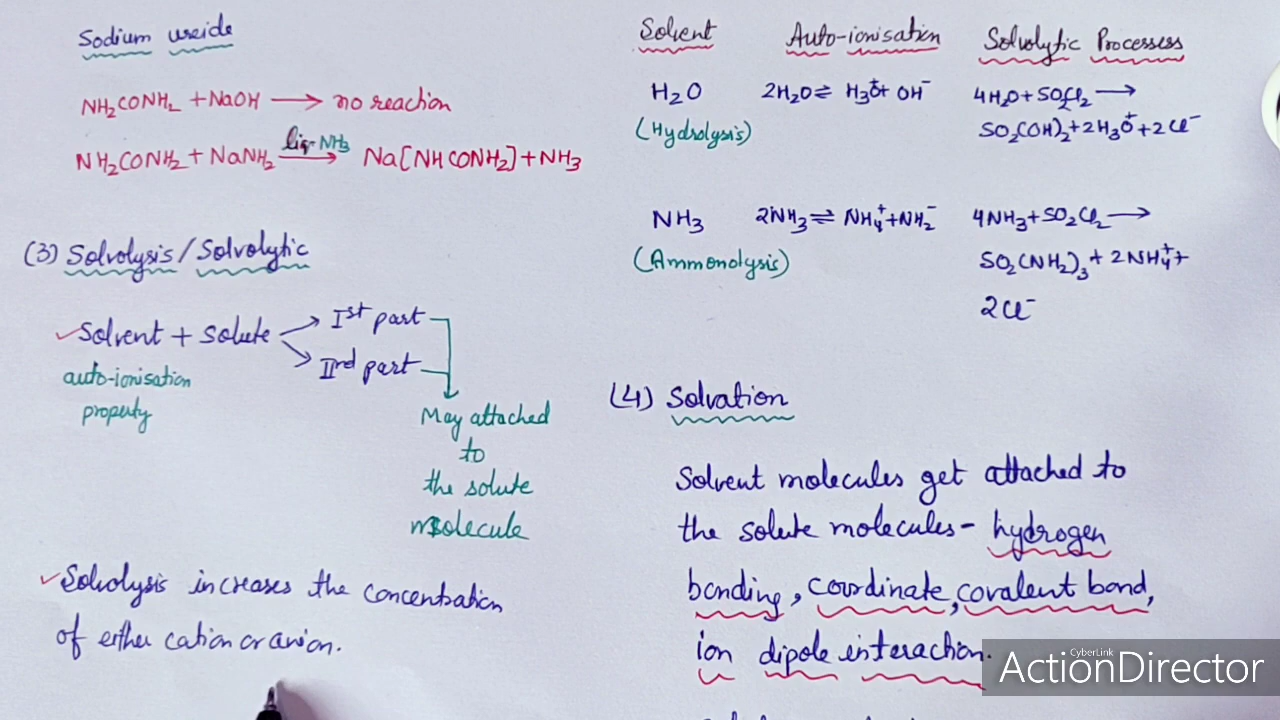 Sodium ureide
NH2CONH2 + NaOH → no reaction
NH2CONH2 + NaNH2 —liq. NH3→ Na[NHCONH2] + NH3
(3) Solvolysis / Solvolytic
✓Solvent + Solute
Ist part
IInd part
auto-ionisation
property
May attached
to
the solute
molecule
✓Solvolysis increases the concentration
of either cation or anion.
Solvent Auto-ionisation Solvolytic Processess
H2O 2H2O ⇌ H3O+ + OH- 4H2O + SO2Cl2 →
(Hydrolysis) SO2(OH)2 + 2H3O+ + 2Cl-
NH3 2NH3 ⇌ NH4+ + NH2- 4NH3 + SO2Cl2 →
(Ammonolysis) SO2(NH2)3 + 2NH4+ +
2Cl-
(4) Solvation
Solvent molecules get attached to
the solute molecules - hydrogen
bonding, coordinate, covalent bond,
ion dipole interaction.
CyberLink
ActionDirector